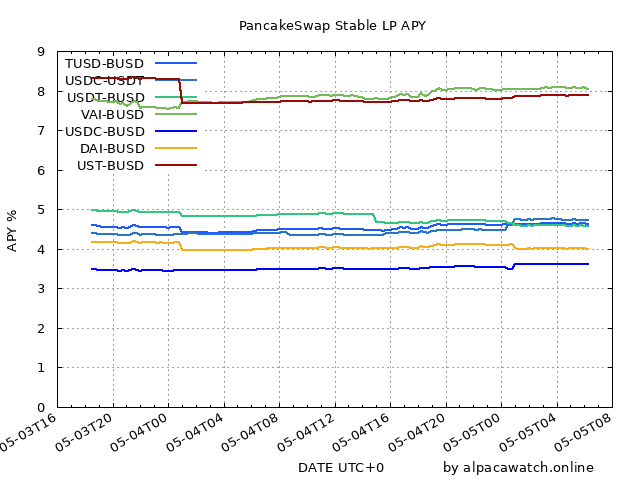 PancakeSwap Stable LP APY
9
8
7
6
5
4
3
2
1
0
APY %
TUSD-BUSD
USDC-USDT
USDT-BUSD
VAI-BUSD
USDC-BUSD
DAI-BUSD
UST-BUSD
05-03T16
05-03T20
05-04T00
05-04T04
05-04T08
05-04T12
05-04T16
05-04T20
05-05T00
05-05T04
05-05T08
DATE UTC+0
by alpacawatch.online